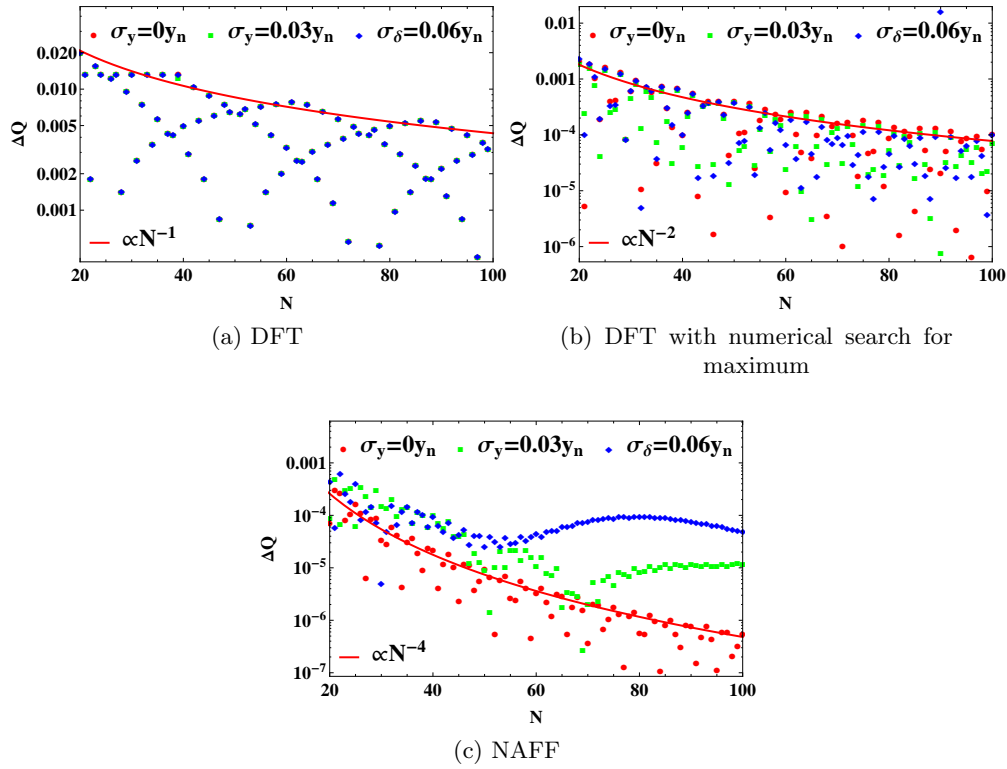 σy=0yn σy=0.03yn σδ=0.06yn
0.020
0.010
0.005
0.002
0.001
ΔQ
∝N⁻¹
20 40 60 80 100
N
(a) DFT
σy=0yn σy=0.03yn σδ=0.06yn
0.01
0.001
10⁻⁴
10⁻⁵
10⁻⁶
ΔQ
∝N⁻²
20 40 60 80 100
N
(b) DFT with numerical search for
maximum
σy=0yn σy=0.03yn σδ=0.06yn
0.001
10⁻⁴
10⁻⁵
10⁻⁶
10⁻⁷
ΔQ
∝N⁻⁴
20 40 60 80 100
N
(c) NAFF